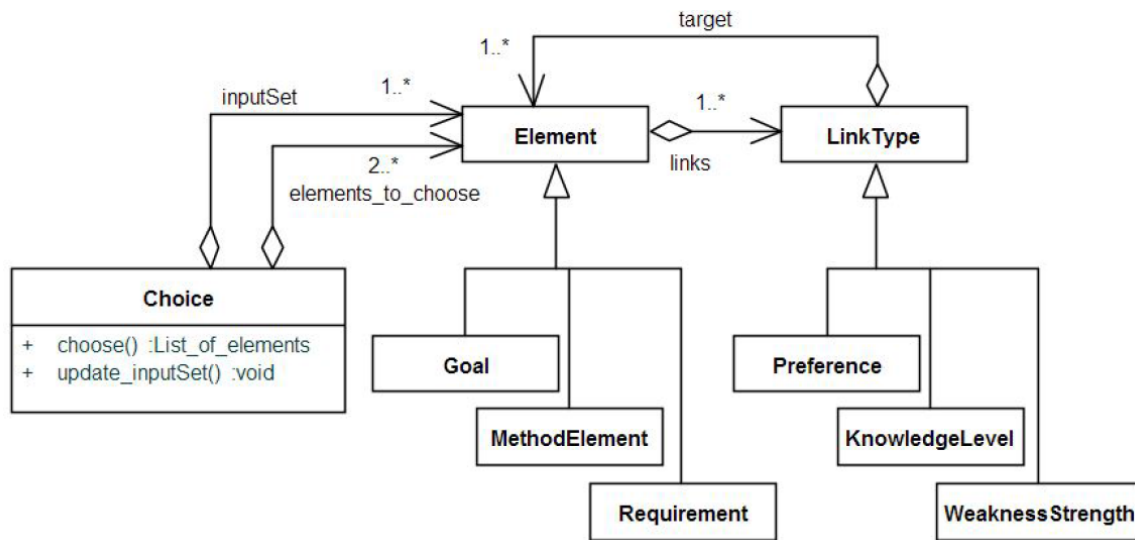 target
1..*
1..*
inputSet
1..*
Element
LinkType
links
2..*
elements_to_choose
Choice
+ choose() :List_of_elements
+ update_inputSet() :void
Goal
Preference
MethodElement
KnowledgeLevel
Requirement
WeaknessStrength